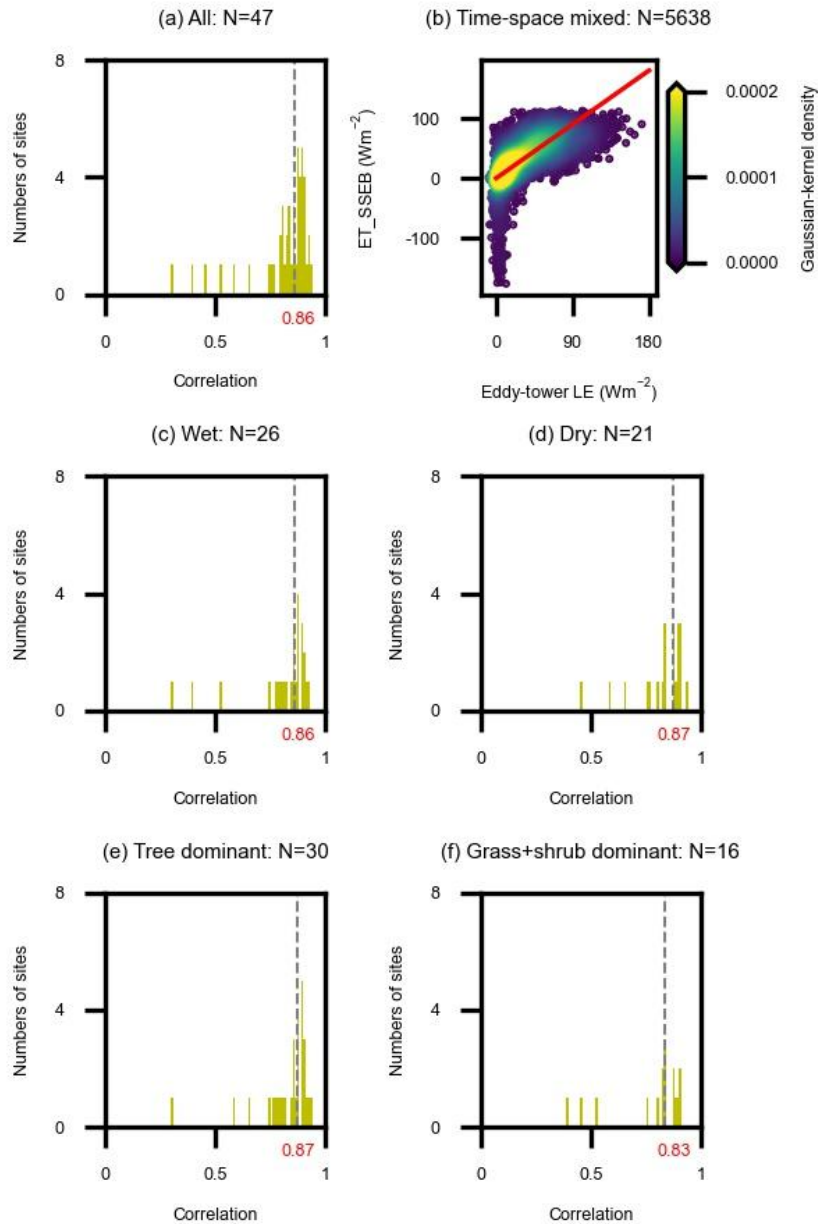 (a) All: N=47
Numbers of sites
8
4
0
0.86
0
0.5
1
Correlation
(b) Time-space mixed: N=5638
ET_SSEB (Wm⁻²)
100
0
-100
0
90
180
Eddy-tower LE (Wm⁻²)
0.0002
0.0001
0.0000
Gaussian-kernel density
(c) Wet: N=26
Numbers of sites
8
4
0
0.86
0
0.5
1
Correlation
(d) Dry: N=21
Numbers of sites
8
4
0
0.87
0
0.5
1
Correlation
(e) Tree dominant: N=30
Numbers of sites
8
4
0
0.87
0
0.5
1
Correlation
(f) Grass+shrub dominant: N=16
Numbers of sites
8
4
0
0.83
0
0.5
1
Correlation